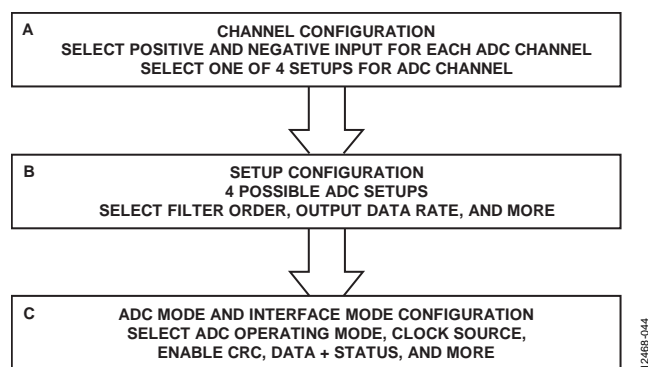 A
CHANNEL CONFIGURATION
SELECT POSITIVE AND NEGATIVE INPUT FOR EACH ADC CHANNEL
SELECT ONE OF 4 SETUPS FOR ADC CHANNEL
B
SETUP CONFIGURATION
4 POSSIBLE ADC SETUPS
SELECT FILTER ORDER, OUTPUT DATA RATE, AND MORE
C
ADC MODE AND INTERFACE MODE CONFIGURATION
SELECT ADC OPERATING MODE, CLOCK SOURCE,
ENABLE CRC, DATA + STATUS, AND MORE
12468-044